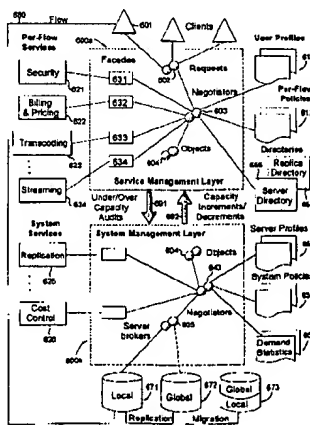 600
Flow
601
Clients
Per-Flow Services
600a
Facades
602
Requests
User Profiles
Security
621
631
Negotiators
603
Billing & Pricing
622
632
Per-Flow Policies
Transcoding
633
Directories
Replica Directory
Streaming
634
604
Objects
Server Directory
Service Management Layer
Under/Over Capacity Audits
691
692
Capacity Increments/Decrements
System Services
System Management Layer
Server Profiles
Replication
604
Objects
643
System Policies
Cost Control
Negotiators
Server brokers
605
Demand Statistics
600b
Local
671
Global
672
Global
Local
673
Replication
Migration